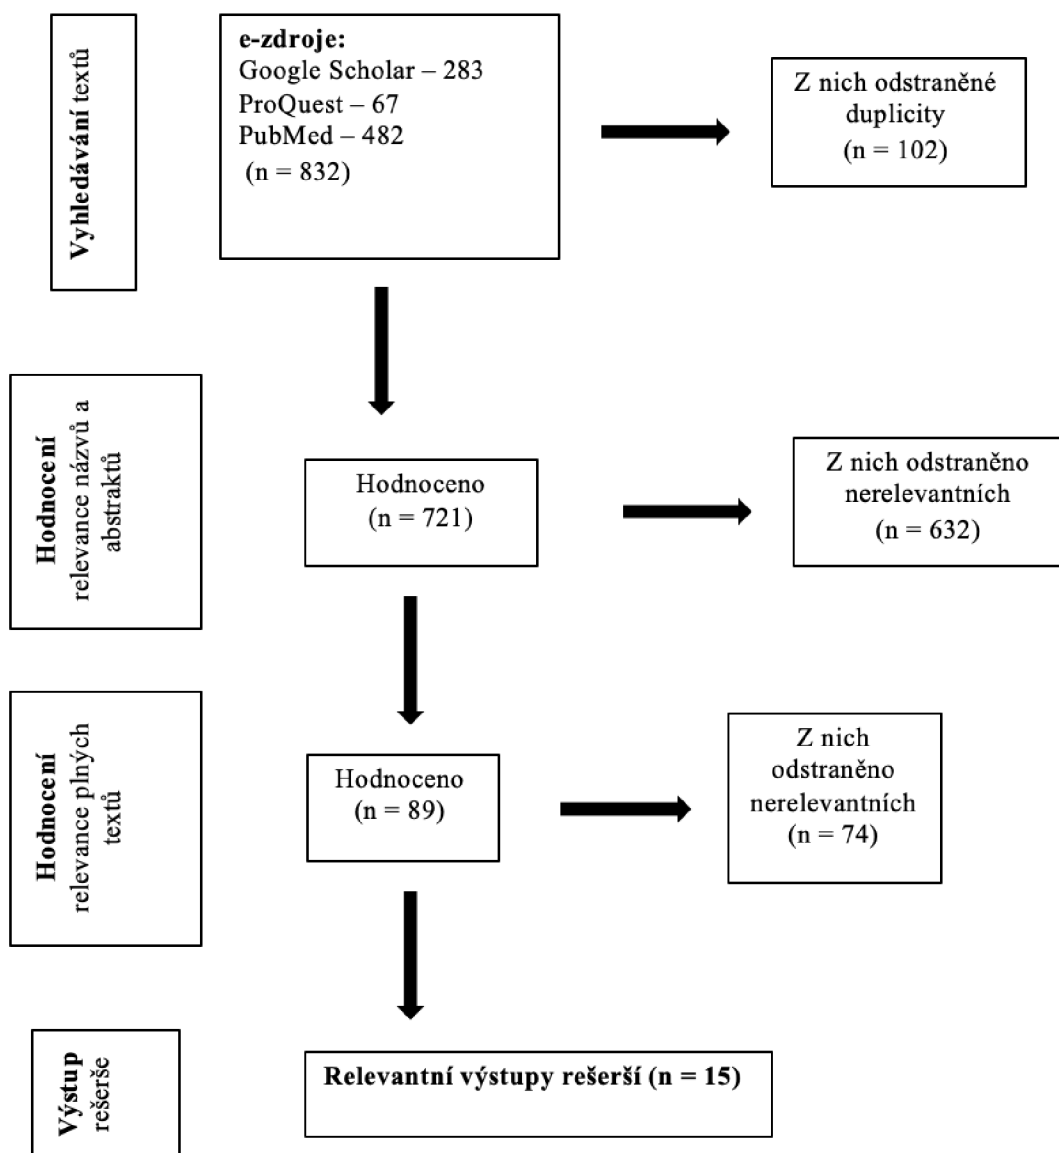 Vyhledávání textů
e-zdroje:
Google Scholar – 283
ProQuest – 67
PubMed – 482
(n = 832)
Z nich odstraněné
duplicity
(n = 102)
Hodnocení
relevance názvů a
abstraktů
Hodnoceno
(n = 721)
Z nich odstraněno
nerelevantních
(n = 632)
Hodnocení
relevance plných
textů
Hodnoceno
(n = 89)
Z nich
odstraněno
nerelevantních
(n = 74)
Výstup
rešerše
Relevantní výstupy rešerší (n = 15)